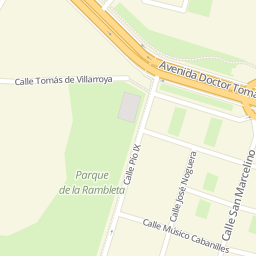 Avenida Doctor Toma
Calle Tomás de Villarroya
Calle Pío IX
Calle José Noguera
Calle San Marcelino
Parque
de la Rambleta
Calle Músico Cabanilles